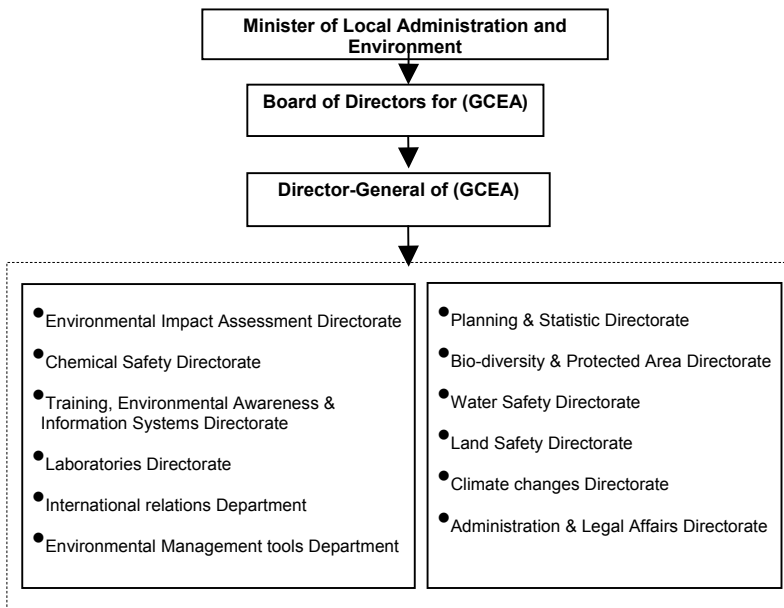 Minister of Local Administration and
Environment
Board of Directors for (GCEA)
Director-General of (GCEA)
•Environmental Impact Assessment Directorate
•Chemical Safety Directorate
•Training, Environmental Awareness &
Information Systems Directorate
•Laboratories Directorate
•International relations Department
•Environmental Management tools Department
•Planning & Statistic Directorate
•Bio-diversity & Protected Area Directorate
•Water Safety Directorate
•Land Safety Directorate
•Climate changes Directorate
•Administration & Legal Affairs Directorate